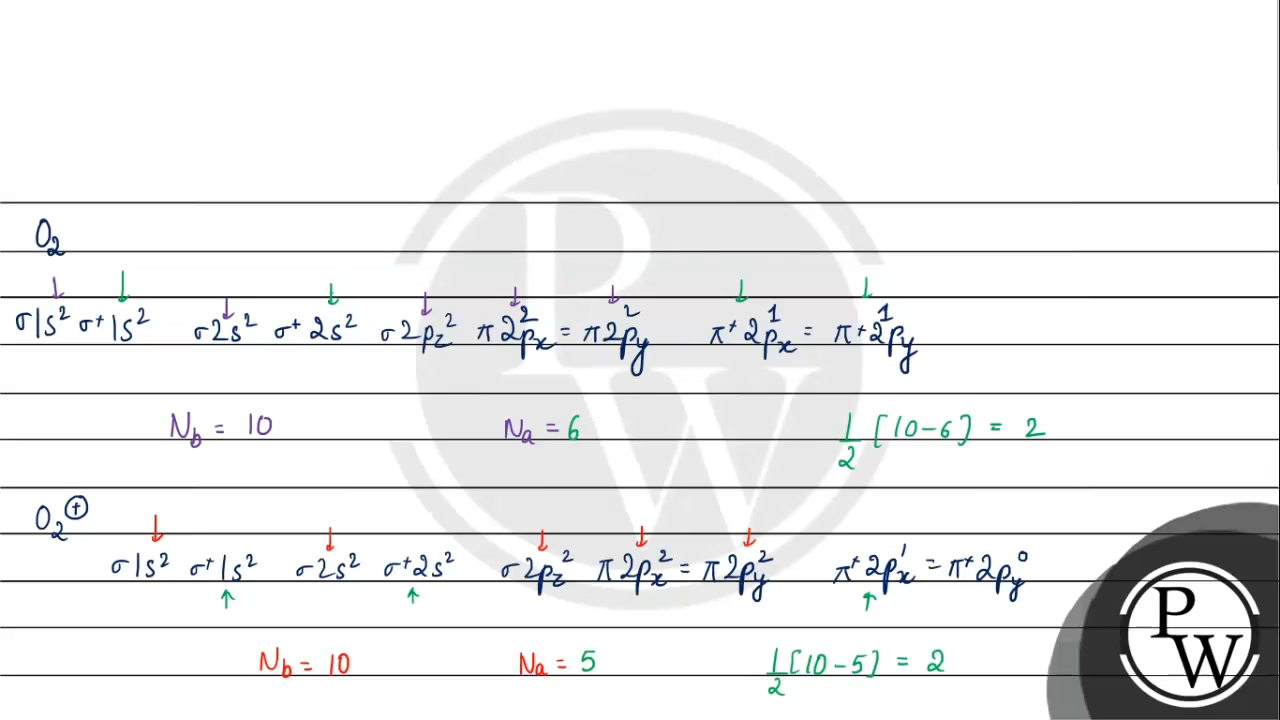 O₂
σ1s² σ*1s² σ2s² σ*2s² σ2pz² π2px² = π2py² π*2px¹ = π*2py¹
Nb = 10 Na = 6 1/2 [10-6] = 2
O₂⊕
σ1s² σ*1s² σ2s² σ*2s² σ2pz² π2px² = π2py² π*2px¹ = π*2py⁰
Nb = 10 Na = 5 1/2 [10-5] = 2
P
W